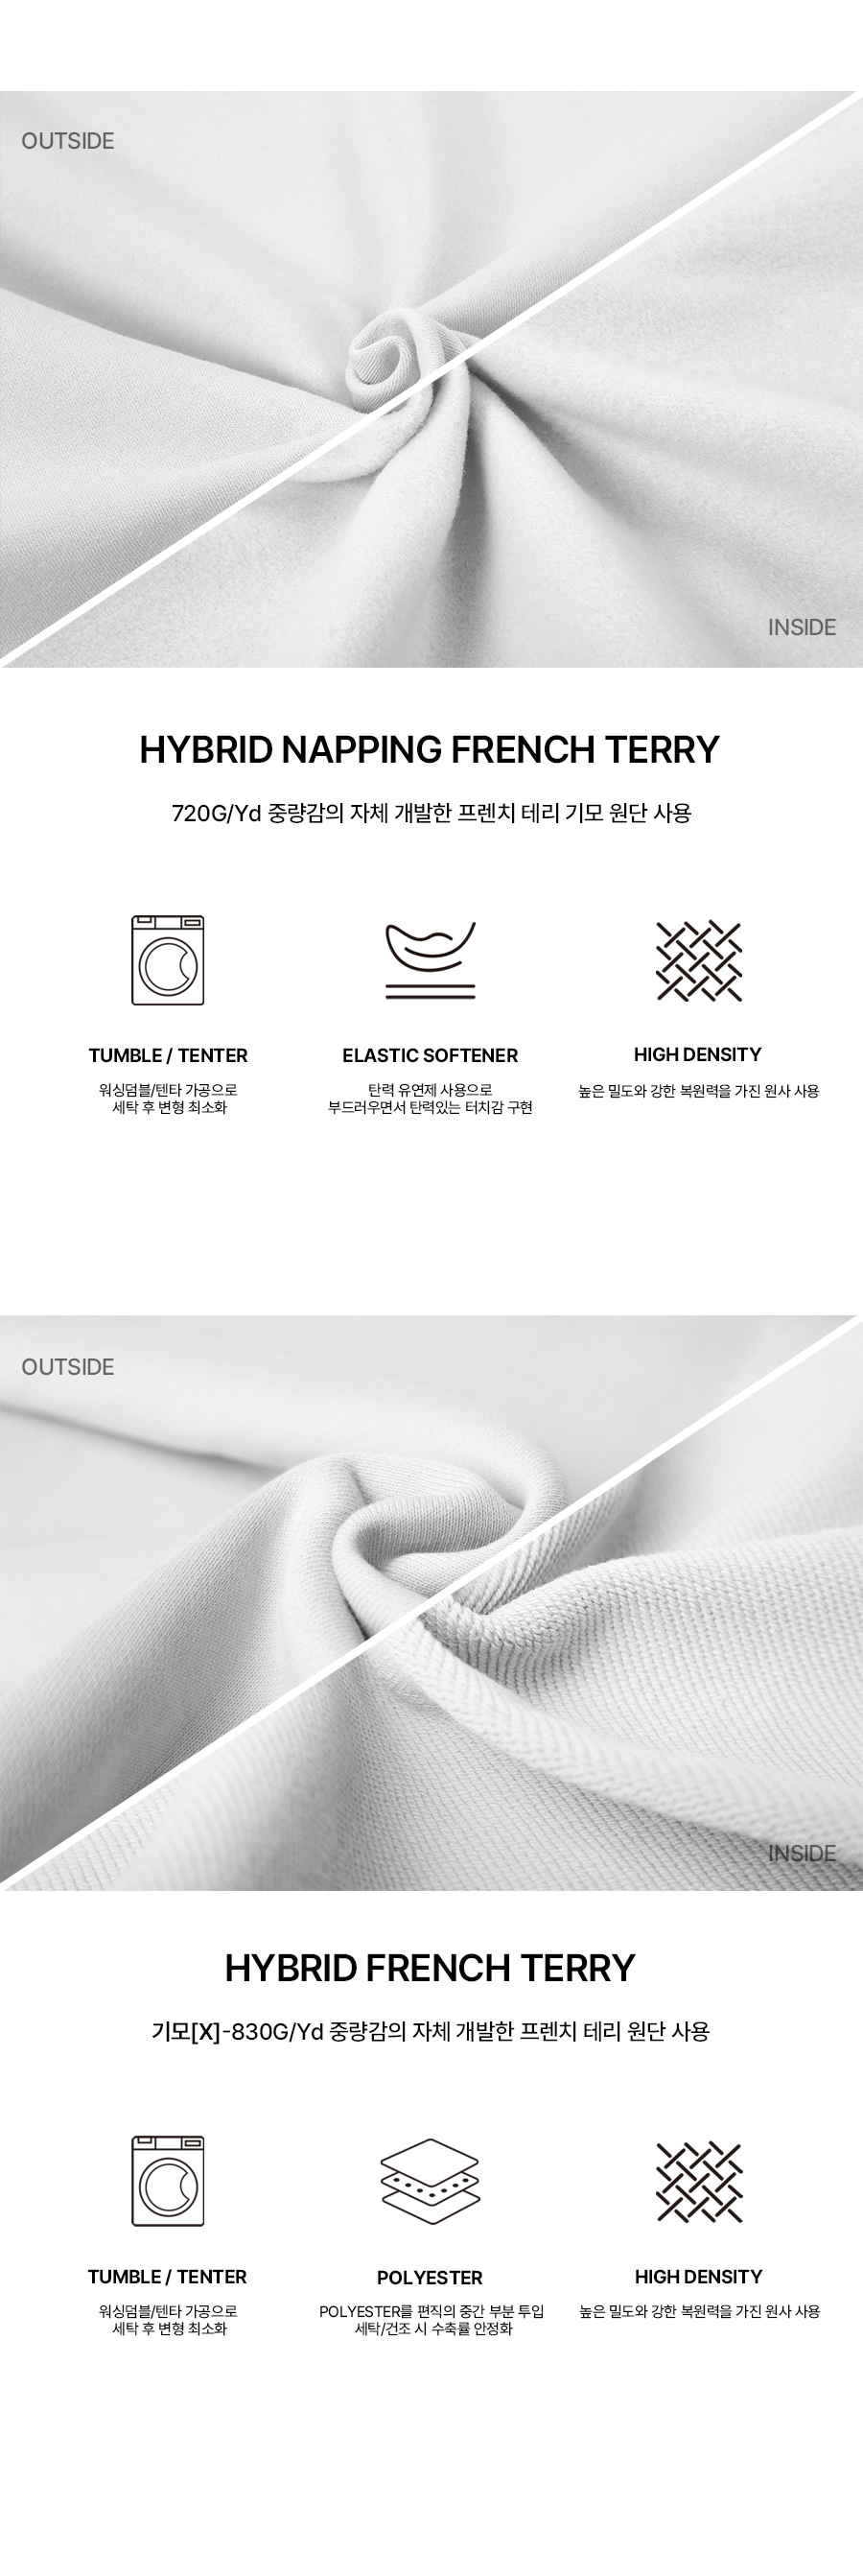 OUTSIDE
INSIDE
HYBRID NAPPING FRENCH TERRY
720G/Yd 중량감의 자체 개발한 프렌치 테리 기모 원단 사용
TUMBLE / TENTER
워싱덤블/텐타 가공으로
세탁 후 변형 최소화
ELASTIC SOFTENER
탄력 유연제 사용으로
부드러우면서 탄력있는 터치감 구현
HIGH DENSITY
높은 밀도와 강한 복원력을 가진 원사 사용
OUTSIDE
INSIDE
HYBRID FRENCH TERRY
기모[X]-830G/Yd 중량감의 자체 개발한 프렌치 테리 원단 사용
TUMBLE / TENTER
워싱덤블/텐타 가공으로
세탁 후 변형 최소화
POLYESTER
POLYESTER를 편직의 중간 부분 투입
세탁/건조 시 수축률 안정화
HIGH DENSITY
높은 밀도와 강한 복원력을 가진 원사 사용